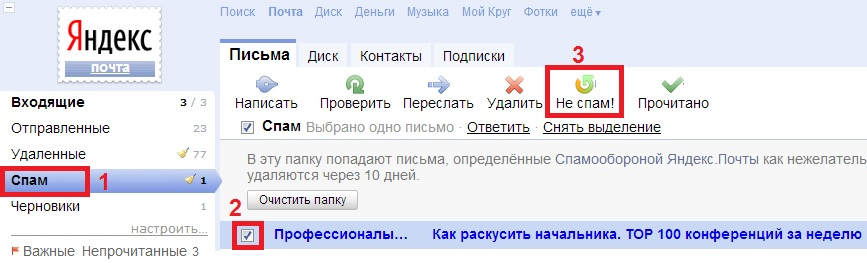 Поиск Почта Диск Деньги Музыка Мой Круг Фотки ещё
Яндекс
почта
Письма Диск Контакты Подписки
3
Написать Проверить Переслать Удалить Не спам! Прочитано
Входящие 3 / 3
Отправленные 23
Удаленные 77
Спам 1
1
Черновики 1
настроить...
Важные Непрочитанные 3
Спам Выбрано одно письмо · Ответить · Снять выделение
В эту папку попадают письма, определённые Спамообороной Яндекс.Почты как нежелатель
удаляются через 10 дней.
Очистить папку
2
Профессионалы... Как раскусить начальника. TOP 100 конференций за неделю